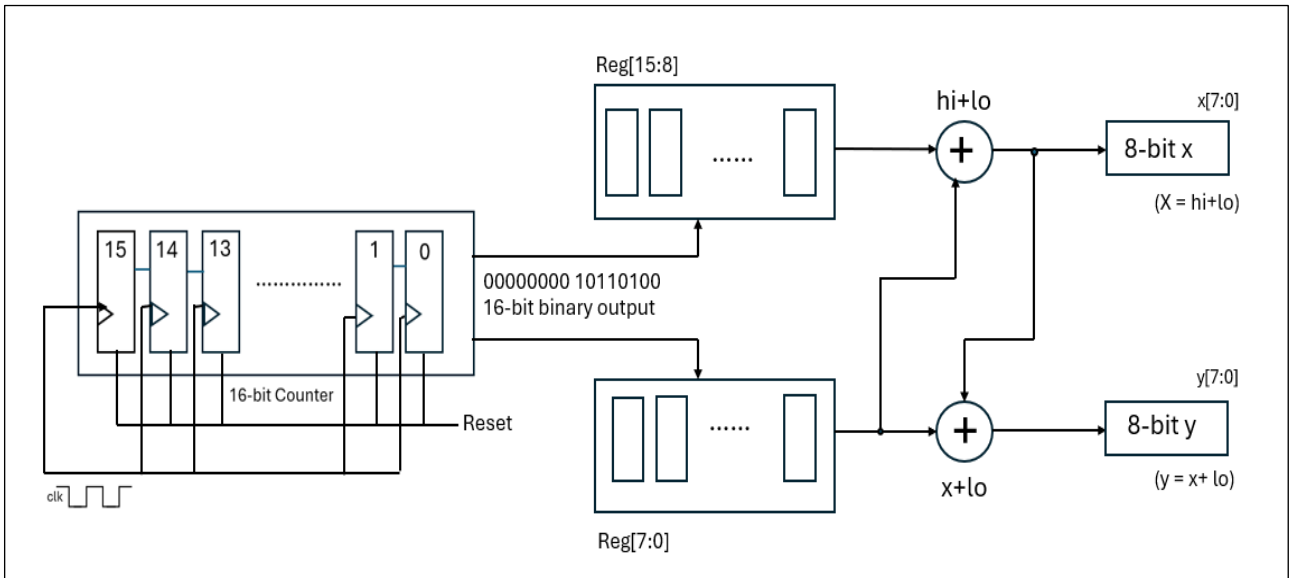 Reg[15:8]
hi+lo
x[7:0]
+
8-bit x
......
(X = hi+lo)
15 14 13 1 0
...............
00000000 10110100
16-bit binary output
16-bit Counter
Reset
clk
......
Reg[7:0]
+
x+lo
y[7:0]
8-bit y
(y = x+ lo)